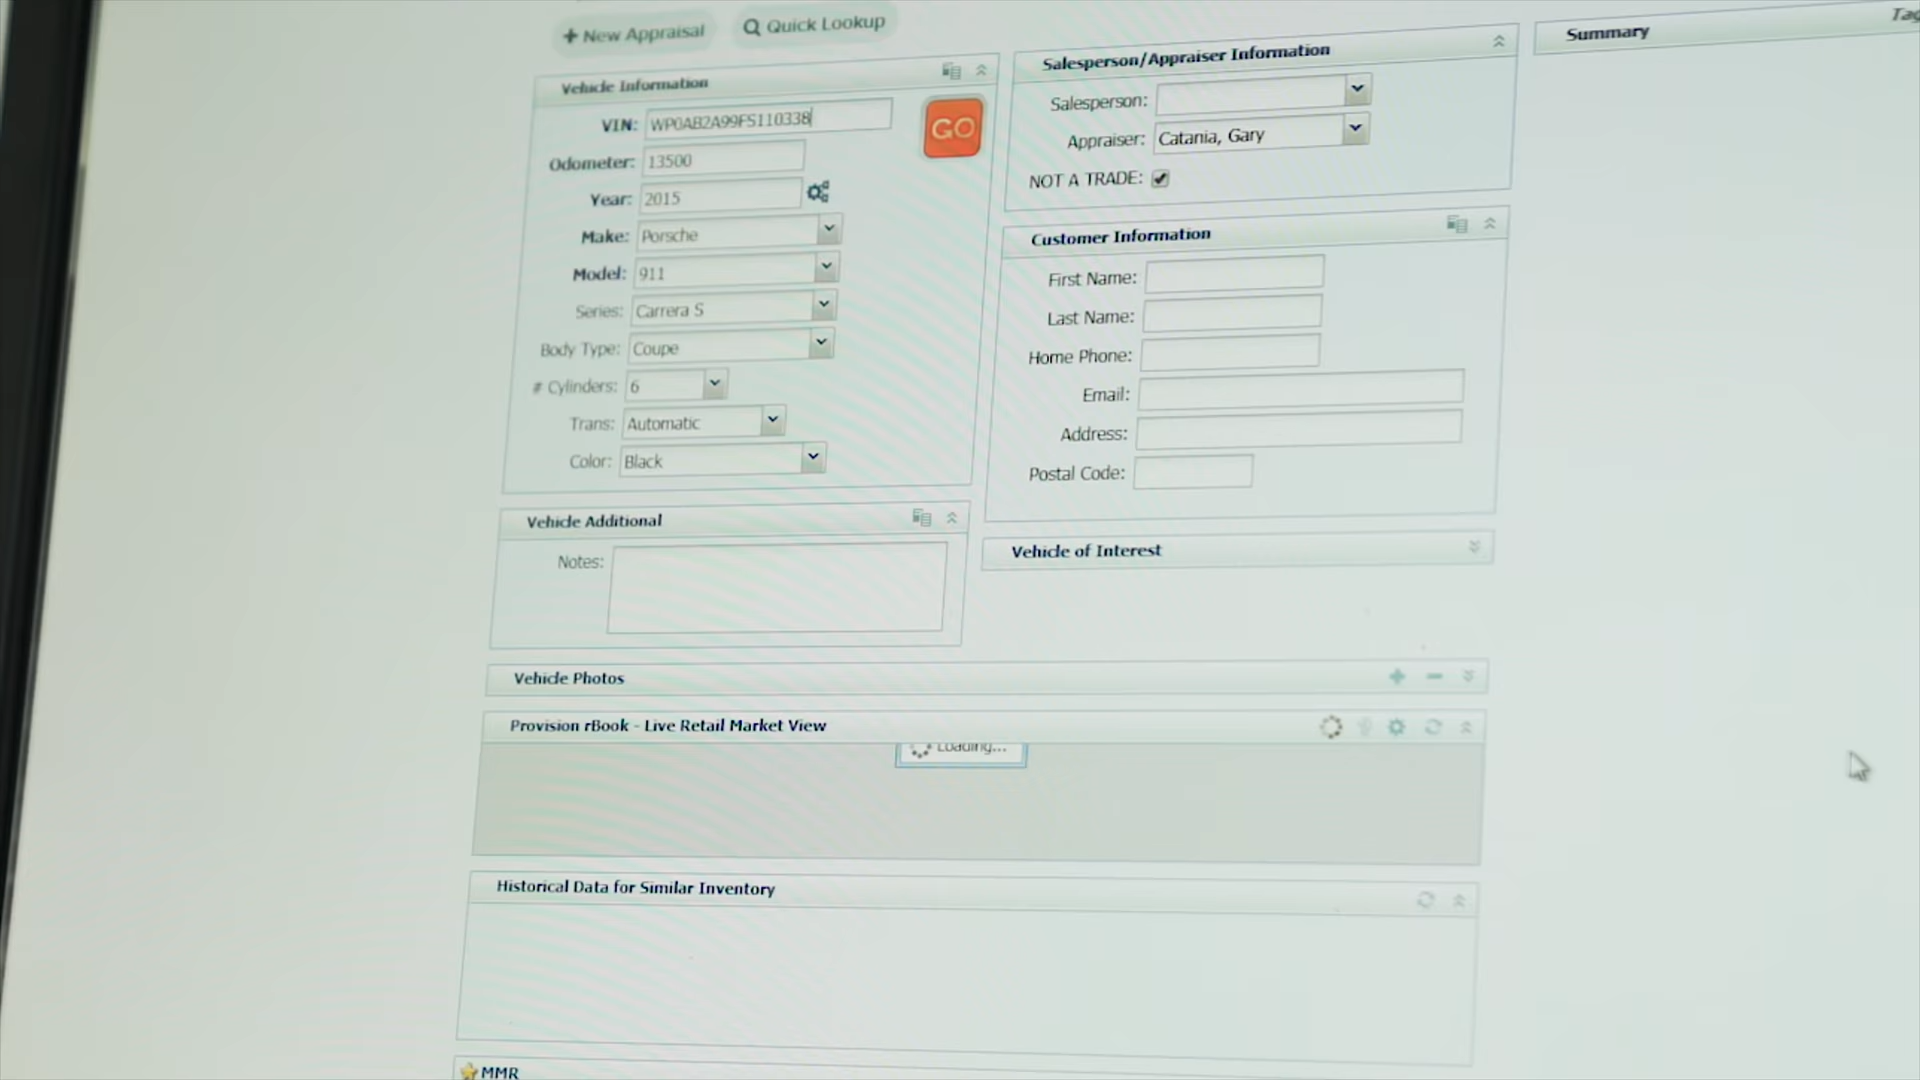 New Appraisal
Quick Lookup
Vehicle Information
VIN: WP0AB2A99FS110338
GO
Odometer: 13500
Year: 2015
Make: Porsche
Model: 911
Series: Carrera S
Body Type: Coupe
# Cylinders: 6
Trans: Automatic
Color: Black
Vehicle Additional
Notes:
Salesperson/Appraiser Information
Salesperson:
Appraiser: Catania, Gary
NOT A TRADE:
Customer Information
First Name:
Last Name:
Home Phone:
Email:
Address:
Postal Code:
Vehicle of Interest
Summary
Vehicle Photos
Provision rBook - Live Retail Market View
Loading...
Historical Data for Similar Inventory
MMR